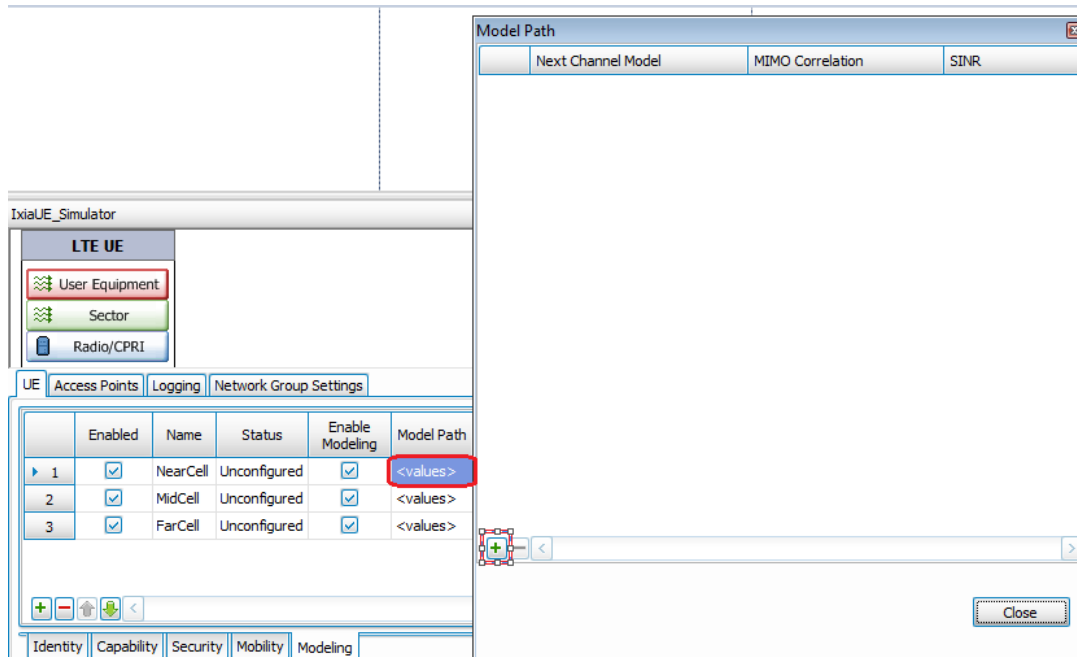 Model Path
Next Channel Model MIMO Correlation SINR
IxiaUE_Simulator
LTE UE
User Equipment
Sector
Radio/CPRI
UE Access Points Logging Network Group Settings
Enabled Name Status Enable Modeling Model Path
1 NearCell Unconfigured <values>
2 MidCell Unconfigured <values>
3 FarCell Unconfigured <values>
Close
Identity Capability Security Mobility Modeling